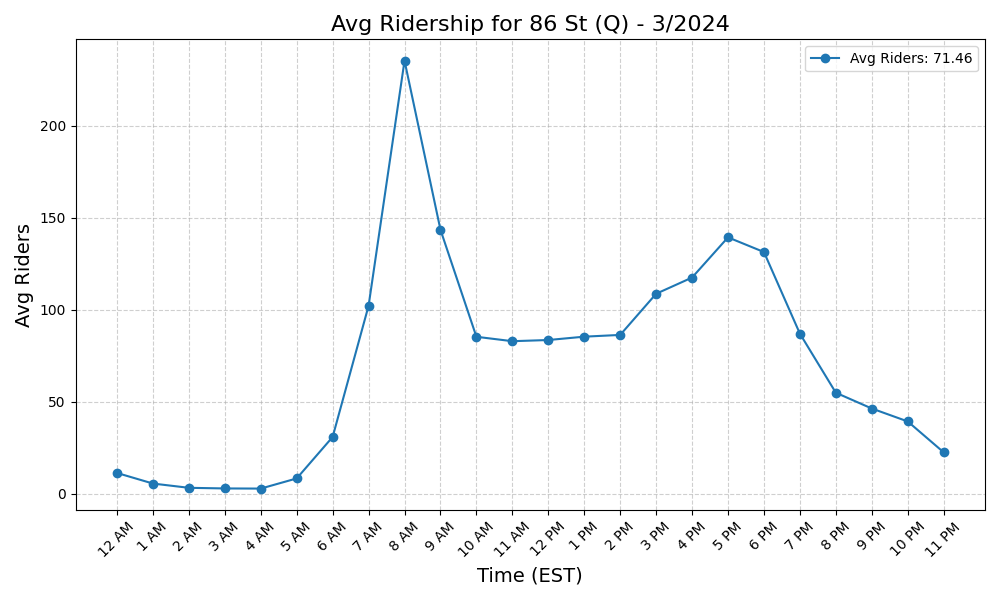 Avg Ridership for 86 St (Q) - 3/2024
Avg Riders: 71.46
Avg Riders
200
150
100
50
0
12 AM
1 AM
2 AM
3 AM
4 AM
5 AM
6 AM
7 AM
8 AM
9 AM
10 AM
11 AM
12 PM
1 PM
2 PM
3 PM
4 PM
5 PM
6 PM
7 PM
8 PM
9 PM
10 PM
11 PM
Time (EST)